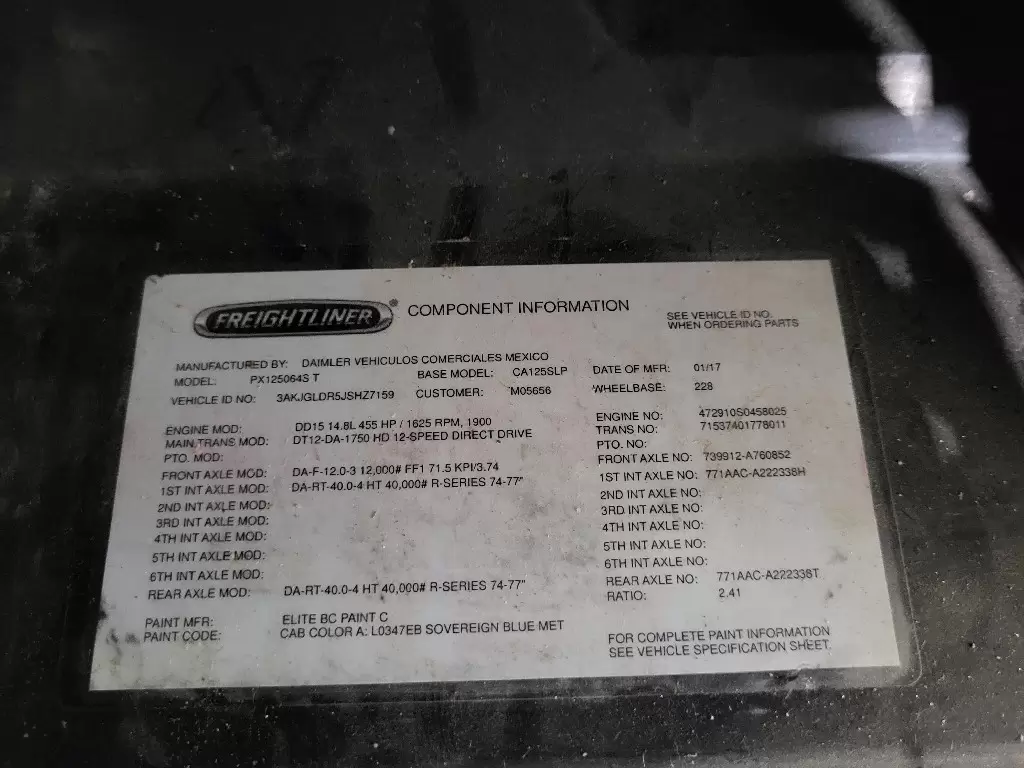 FREIGHTLINER® COMPONENT INFORMATION
SEE VEHICLE ID NO.
WHEN ORDERING PARTS
MANUFACTURED BY: DAIMLER VEHICULOS COMERCIALES MEXICO
MODEL: PX125064S T BASE MODEL: CA125SLP DATE OF MFR: 01/17
VEHICLE ID NO: 3AKJGLDR5JSHZ7159 CUSTOMER: M05656 WHEELBASE: 228
ENGINE MOD: DD15 14.8L 455 HP / 1625 RPM, 1900 ENGINE NO: 472910S0458025
MAIN TRANS MOD: DT12-DA-1750 HD 12-SPEED DIRECT DRIVE TRANS NO: 71537401778011
PTO. MOD: PTO. NO:
FRONT AXLE MOD: DA-F-12.0-3 12,000# FF1 71.5 KPI/3.74 FRONT AXLE NO: 739912-A760852
1ST INT AXLE MOD: DA-RT-40.0-4 HT 40,000# R-SERIES 74-77" 1ST INT AXLE NO: 771AAC-A222338H
2ND INT AXLE MOD: 2ND INT AXLE NO:
3RD INT AXLE MOD: 3RD INT AXLE NO:
4TH INT AXLE MOD: 4TH INT AXLE NO:
5TH INT AXLE MOD: 5TH INT AXLE NO:
6TH INT AXLE MOD: 6TH INT AXLE NO:
REAR AXLE MOD: DA-RT-40.0-4 HT 40,000# R-SERIES 74-77" REAR AXLE NO: 771AAC-A222338T
RATIO: 2.41
PAINT MFR: ELITE BC PAINT C
PAINT CODE: CAB COLOR A: L0347EB SOVEREIGN BLUE MET
FOR COMPLETE PAINT INFORMATION
SEE VEHICLE SPECIFICATION SHEET.